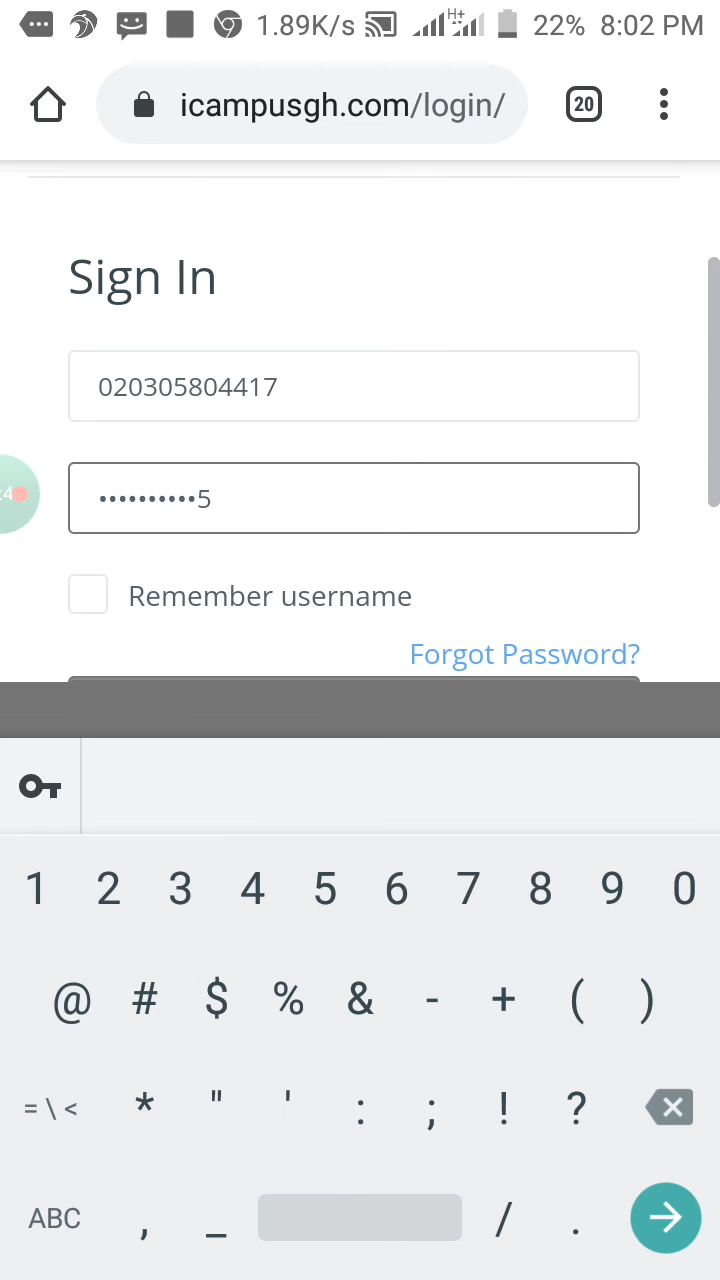 1.89K/s H+ 22% 8:02 PM
icampusgh.com/login/ 20
Sign In
020305804417
••••••••••5
Remember username
Forgot Password?
1 2 3 4 5 6 7 8 9 0
@ # $ % & - + ( )
= \ < * " ' : ; ! ?
ABC , _ / .